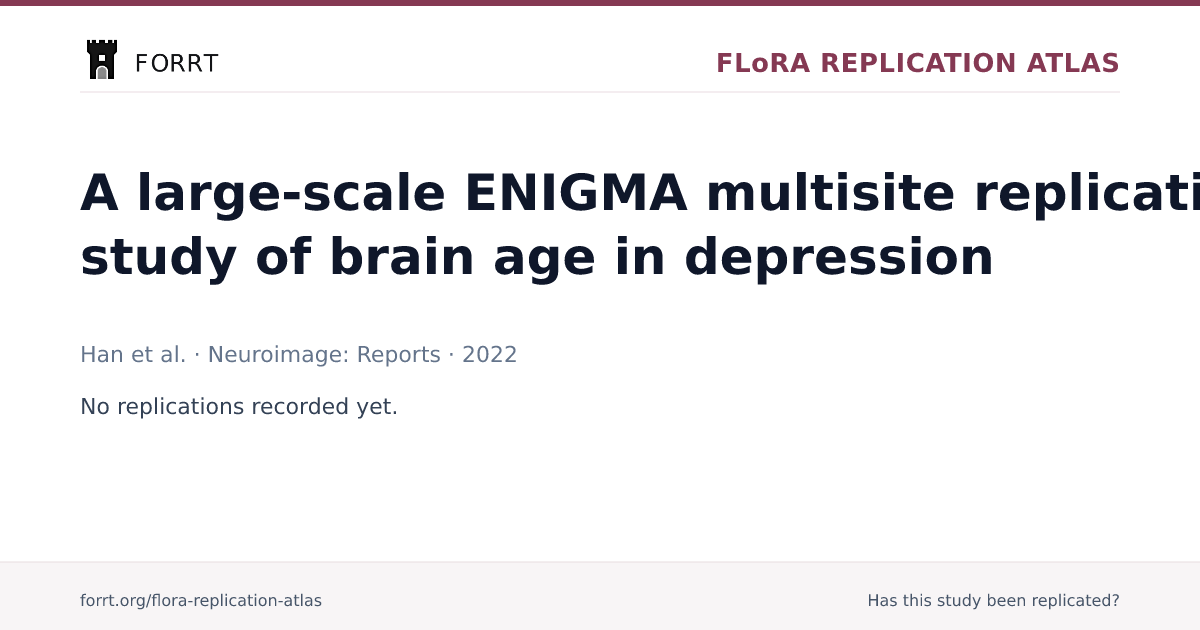 FORRT
FLoRA REPLICATION ATLAS
A large-scale ENIGMA multisite replicati
study of brain age in depression
Han et al. · Neuroimage: Reports · 2022
No replications recorded yet.
forrt.org/flora-replication-atlas
Has this study been replicated?